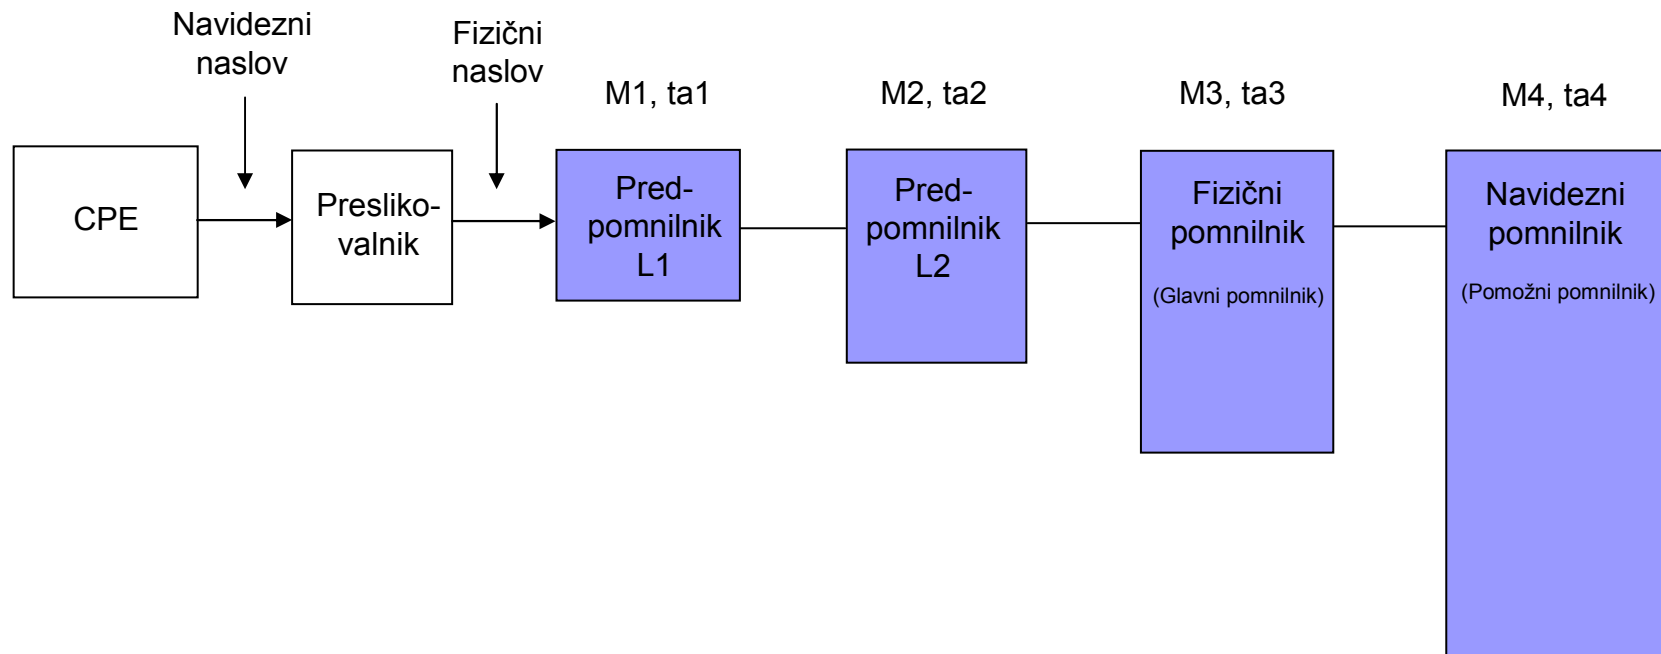 Navidezni
naslov
Fizični
naslov
M1, ta1
M2, ta2
M3, ta3
M4, ta4
CPE
Presliko-
valnik
Pred-
pomnilnik
L1
Pred-
pomnilnik
L2
Fizični
pomnilnik
(Glavni pomnilnik)
Navidezni
pomnilnik
(Pomožni pomnilnik)